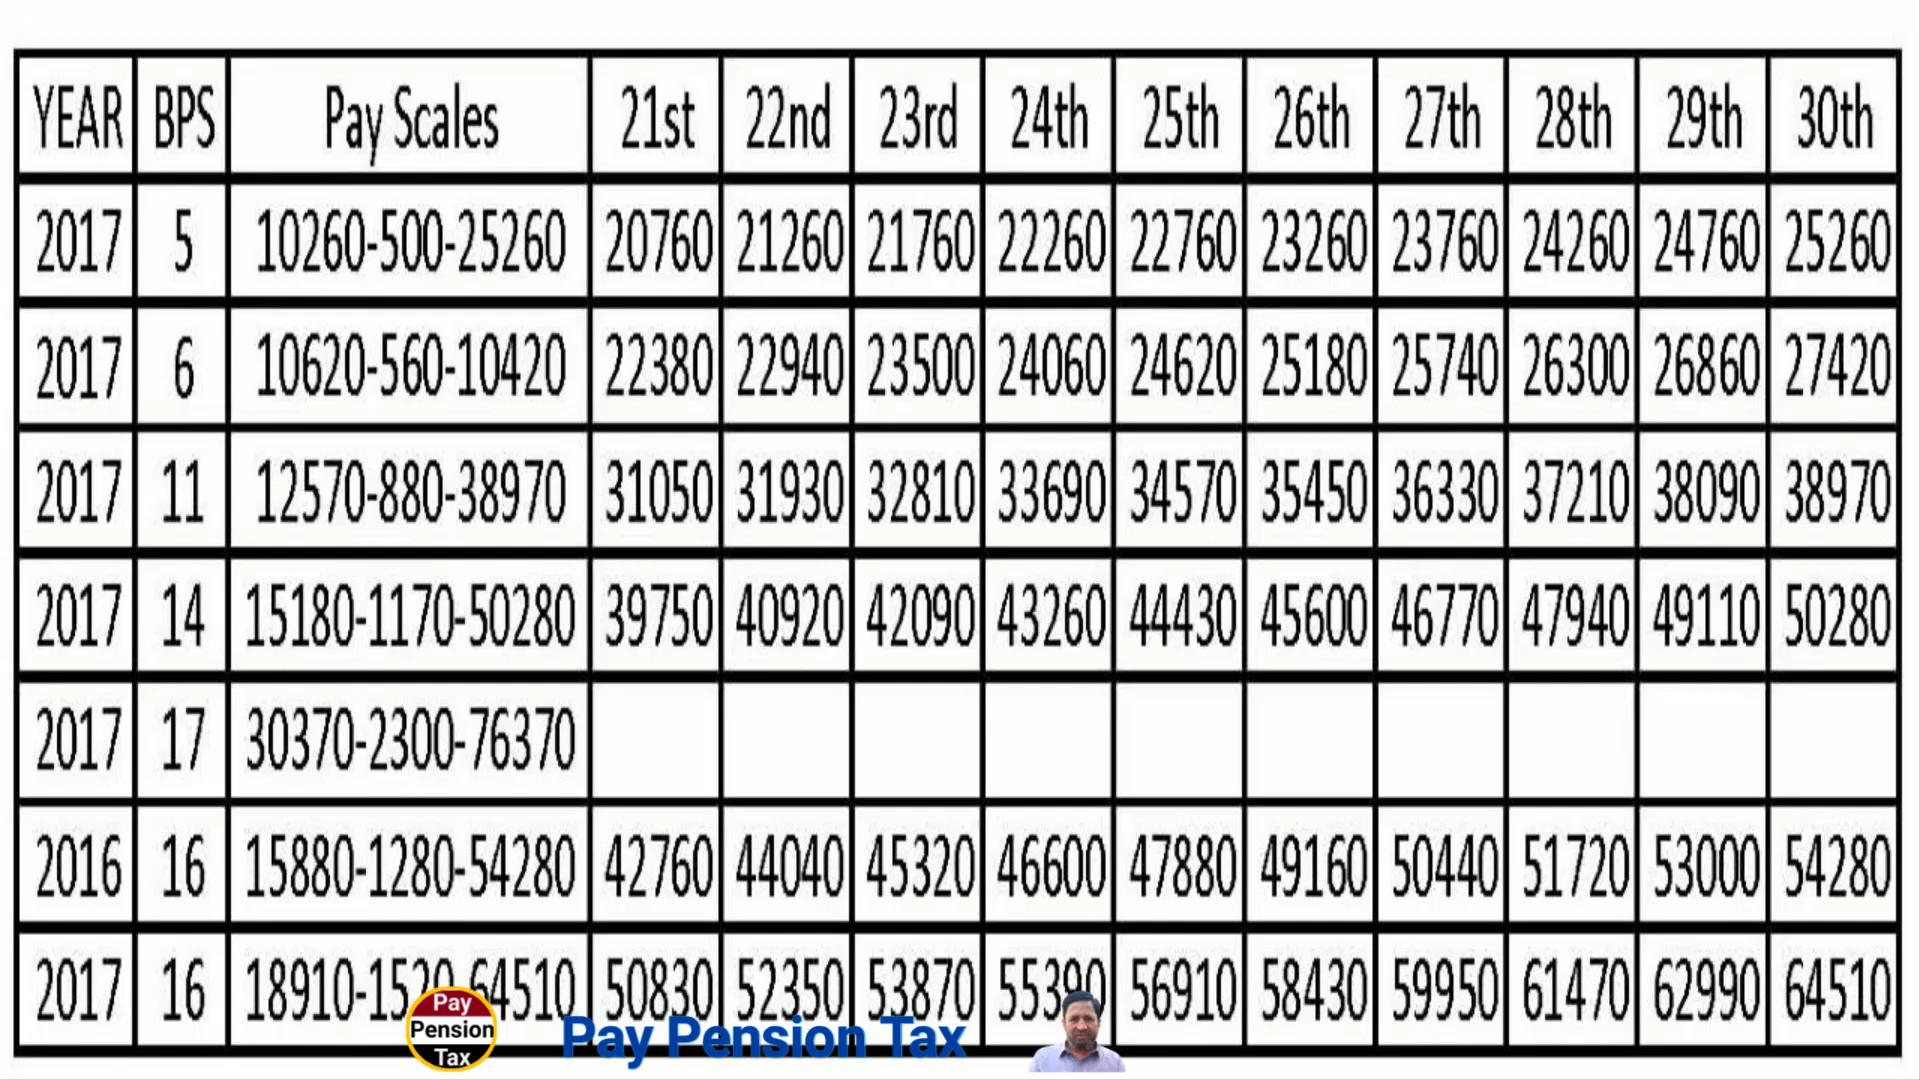 YEAR BPS Pay Scales 21st 22nd 23rd 24th 25th 26th 27th 28th 29th 30th
2017 5 10260-500-25260 20760 21260 21760 22260 22760 23260 23760 24260 24760 25260
2017 6 10620-560-10420 22380 22940 23500 24060 24620 25180 25740 26300 26860 27420
2017 11 12570-880-38970 31050 31930 32810 33690 34570 35450 36330 37210 38090 38970
2017 14 15180-1170-50280 39750 40920 42090 43260 44430 45600 46770 47940 49110 50280
2017 17 30370-2300-76370
2016 16 15880-1280-54280 42760 44040 45320 46600 47880 49160 50440 51720 53000 54280
2017 16 18910-1520-64510 50830 52350 53870 55390 56910 58430 59950 61470 62990 64510
Pay
Pension
Tax
Pay Pension Tax